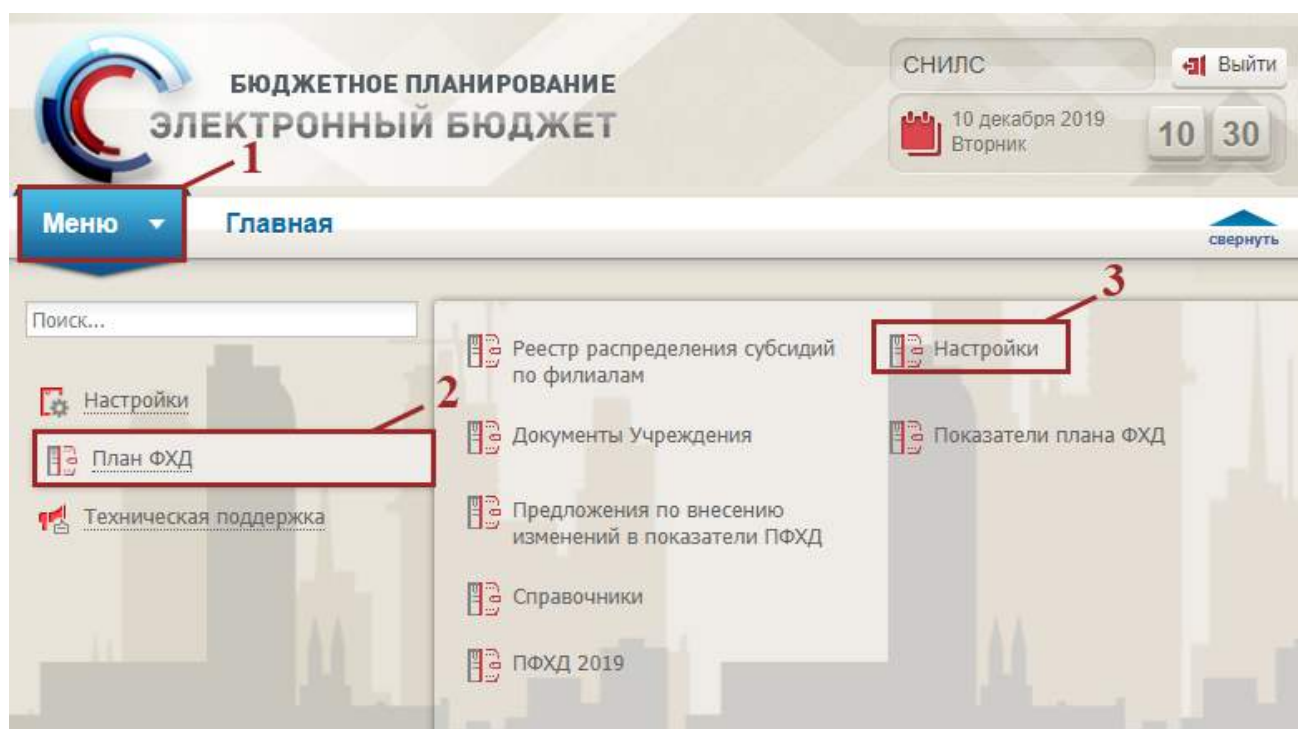 БЮДЖЕТНОЕ ПЛАНИРОВАНИЕ
ЭЛЕКТРОННЫЙ БЮДЖЕТ
СНИЛС
Выйти
10 декабря 2019
Вторник
10 30
1
Меню
Главная
свернуть
3
Поиск...
Настройки
2
План ФХД
Техническая поддержка
Реестр распределения субсидий
по филиалам
Документы Учреждения
Предложения по внесению
изменений в показатели ПФХД
Справочники
ПФХД 2019
Настройки
Показатели плана ФХД